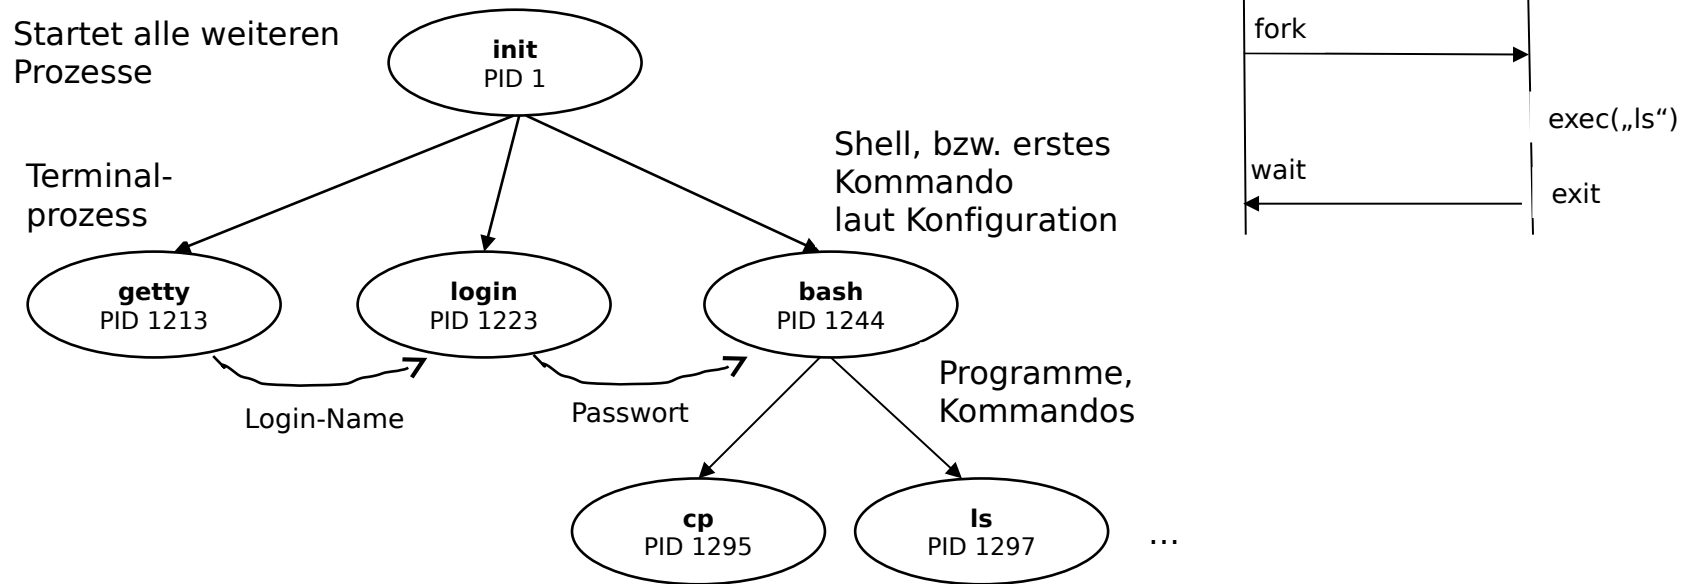 Startet alle weiteren
Prozesse
init
PID 1
fork
exec(„ls“)
wait
exit
Terminal-
prozess
Shell, bzw. erstes
Kommando
laut Konfiguration
getty
PID 1213
login
PID 1223
bash
PID 1244
Login-Name
Passwort
Programme,
Kommandos
cp
PID 1295
ls
PID 1297
...